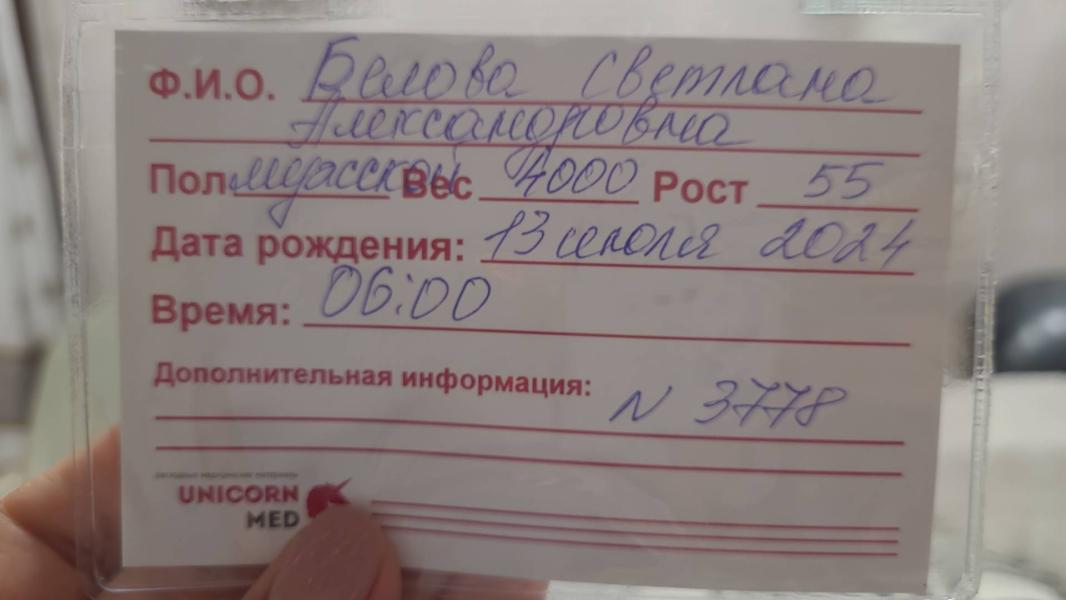 Ф.И.О. Белова Светлана
Александровна
Пол мужской Вес 4000 Рост 55
Дата рождения: 13 июля 2024
Время: 06:00
Дополнительная информация:
N 3778
UNICORN
MED